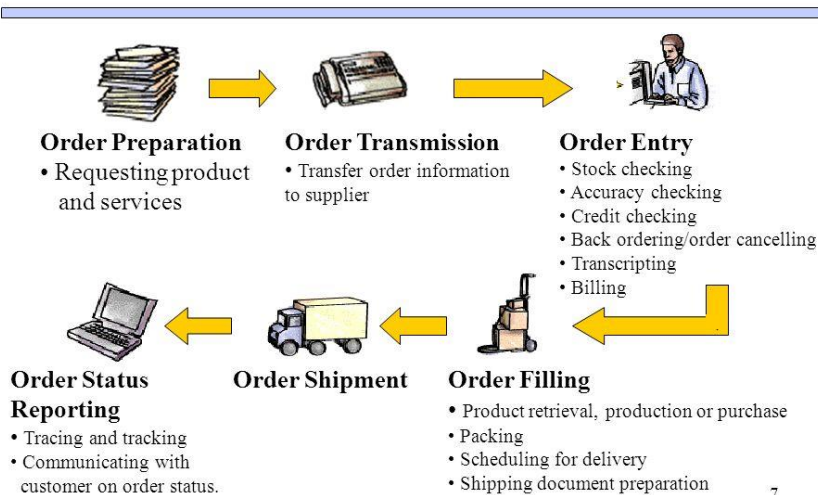 Order Preparation
• Requesting product
and services
Order Transmission
• Transfer order information
to supplier
Order Entry
• Stock checking
• Accuracy checking
• Credit checking
• Back ordering/order cancelling
• Transcripting
• Billing
Order Filling
• Product retrieval, production or purchase
• Packing
• Scheduling for delivery
• Shipping document preparation
Order Shipment
Order Status
Reporting
• Tracing and tracking
• Communicating with
customer on order status.
7